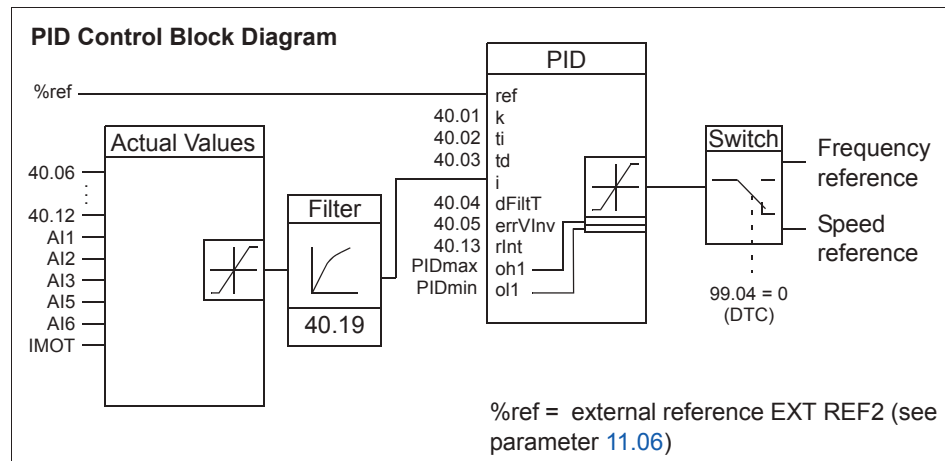 PID Control Block Diagram
%ref
Actual Values
40.06
40.12
AI1
AI2
AI3
AI5
AI6
IMOT
Filter
40.19
PID
ref
40.01 k
40.02 ti
40.03 td
i
40.04 dFiltT
40.05 errVInv
40.13 rInt
PIDmax oh1
PIDmin ol1
Switch
Frequency
reference
Speed
reference
99.04 = 0
(DTC)
%ref = external reference EXT REF2 (see
parameter 11.06)